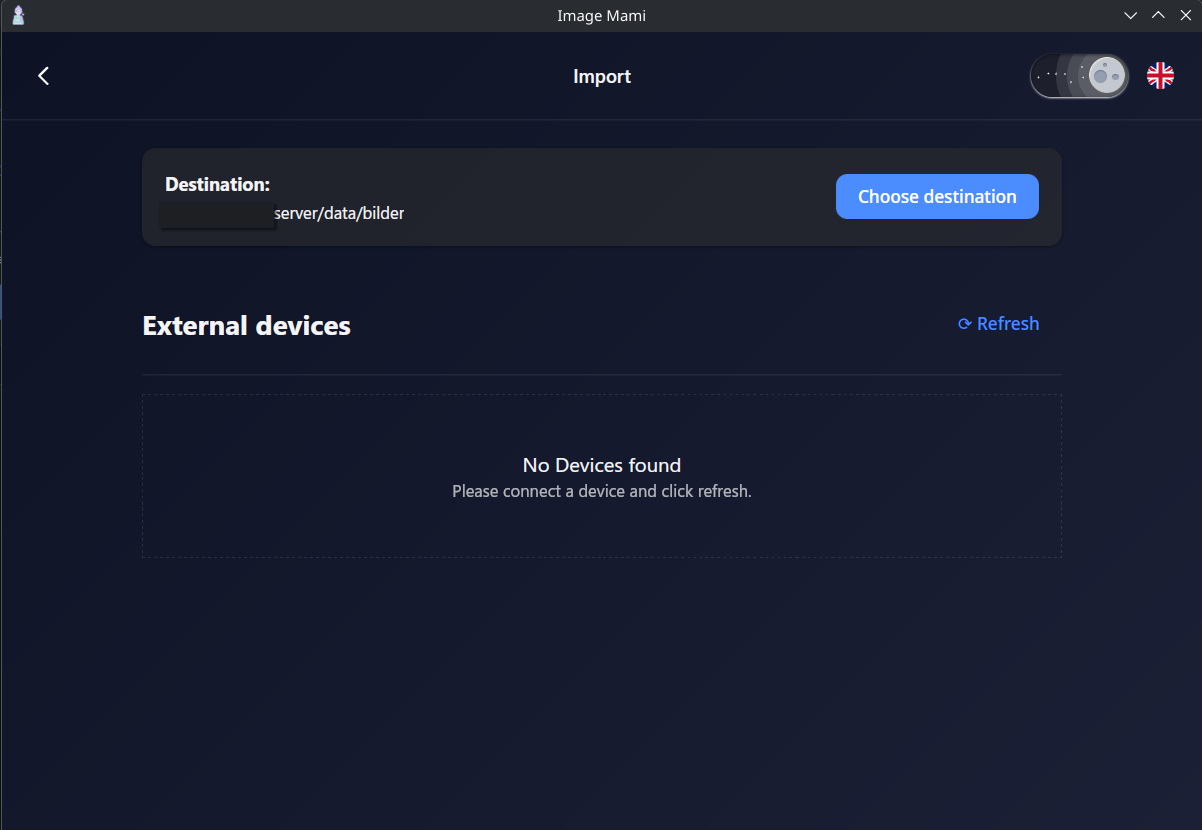 Image Mami
Import
Destination:
server/data/bilder
Choose destination
External devices
⟳ Refresh
No Devices found
Please connect a device and click refresh.